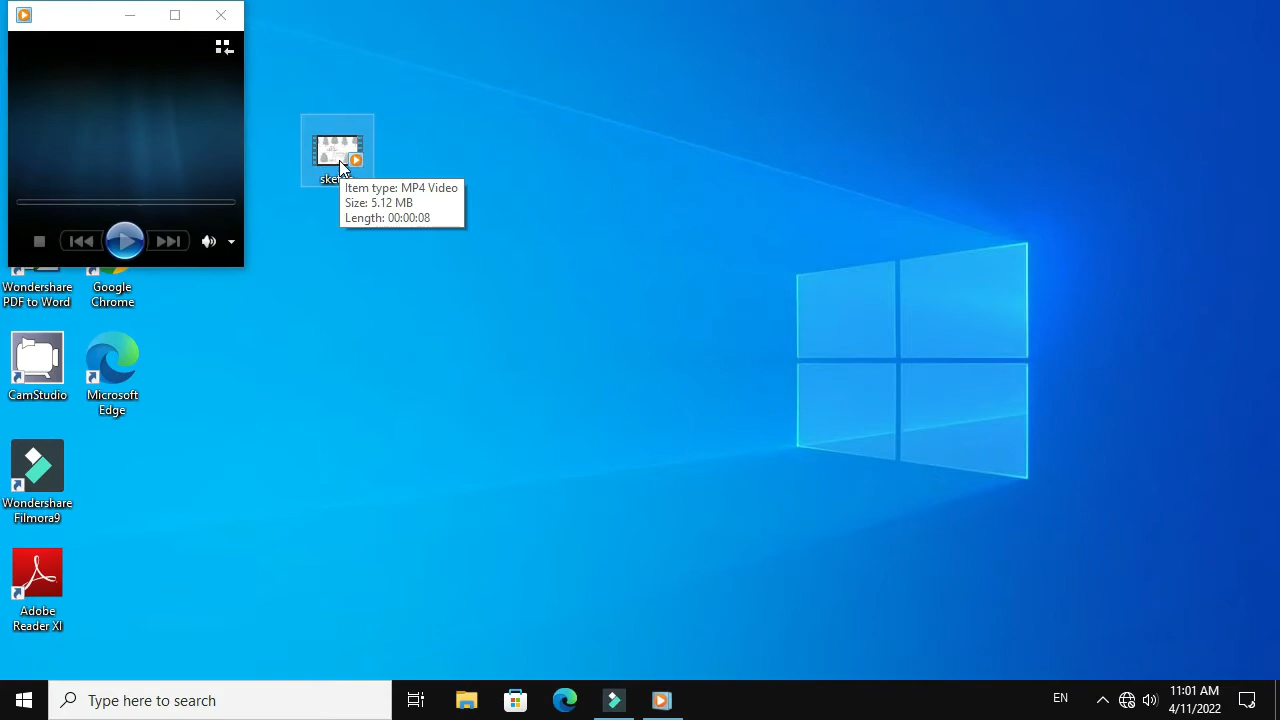 Item type: MP4 Video
Size: 5.12 MB
Length: 00:00:08
Wondershare
PDF to Word
Google
Chrome
CamStudio
Microsoft
Edge
Wondershare
Filmora9
Adobe
Reader XI
Type here to search
EN
11:01 AM
4/11/2022